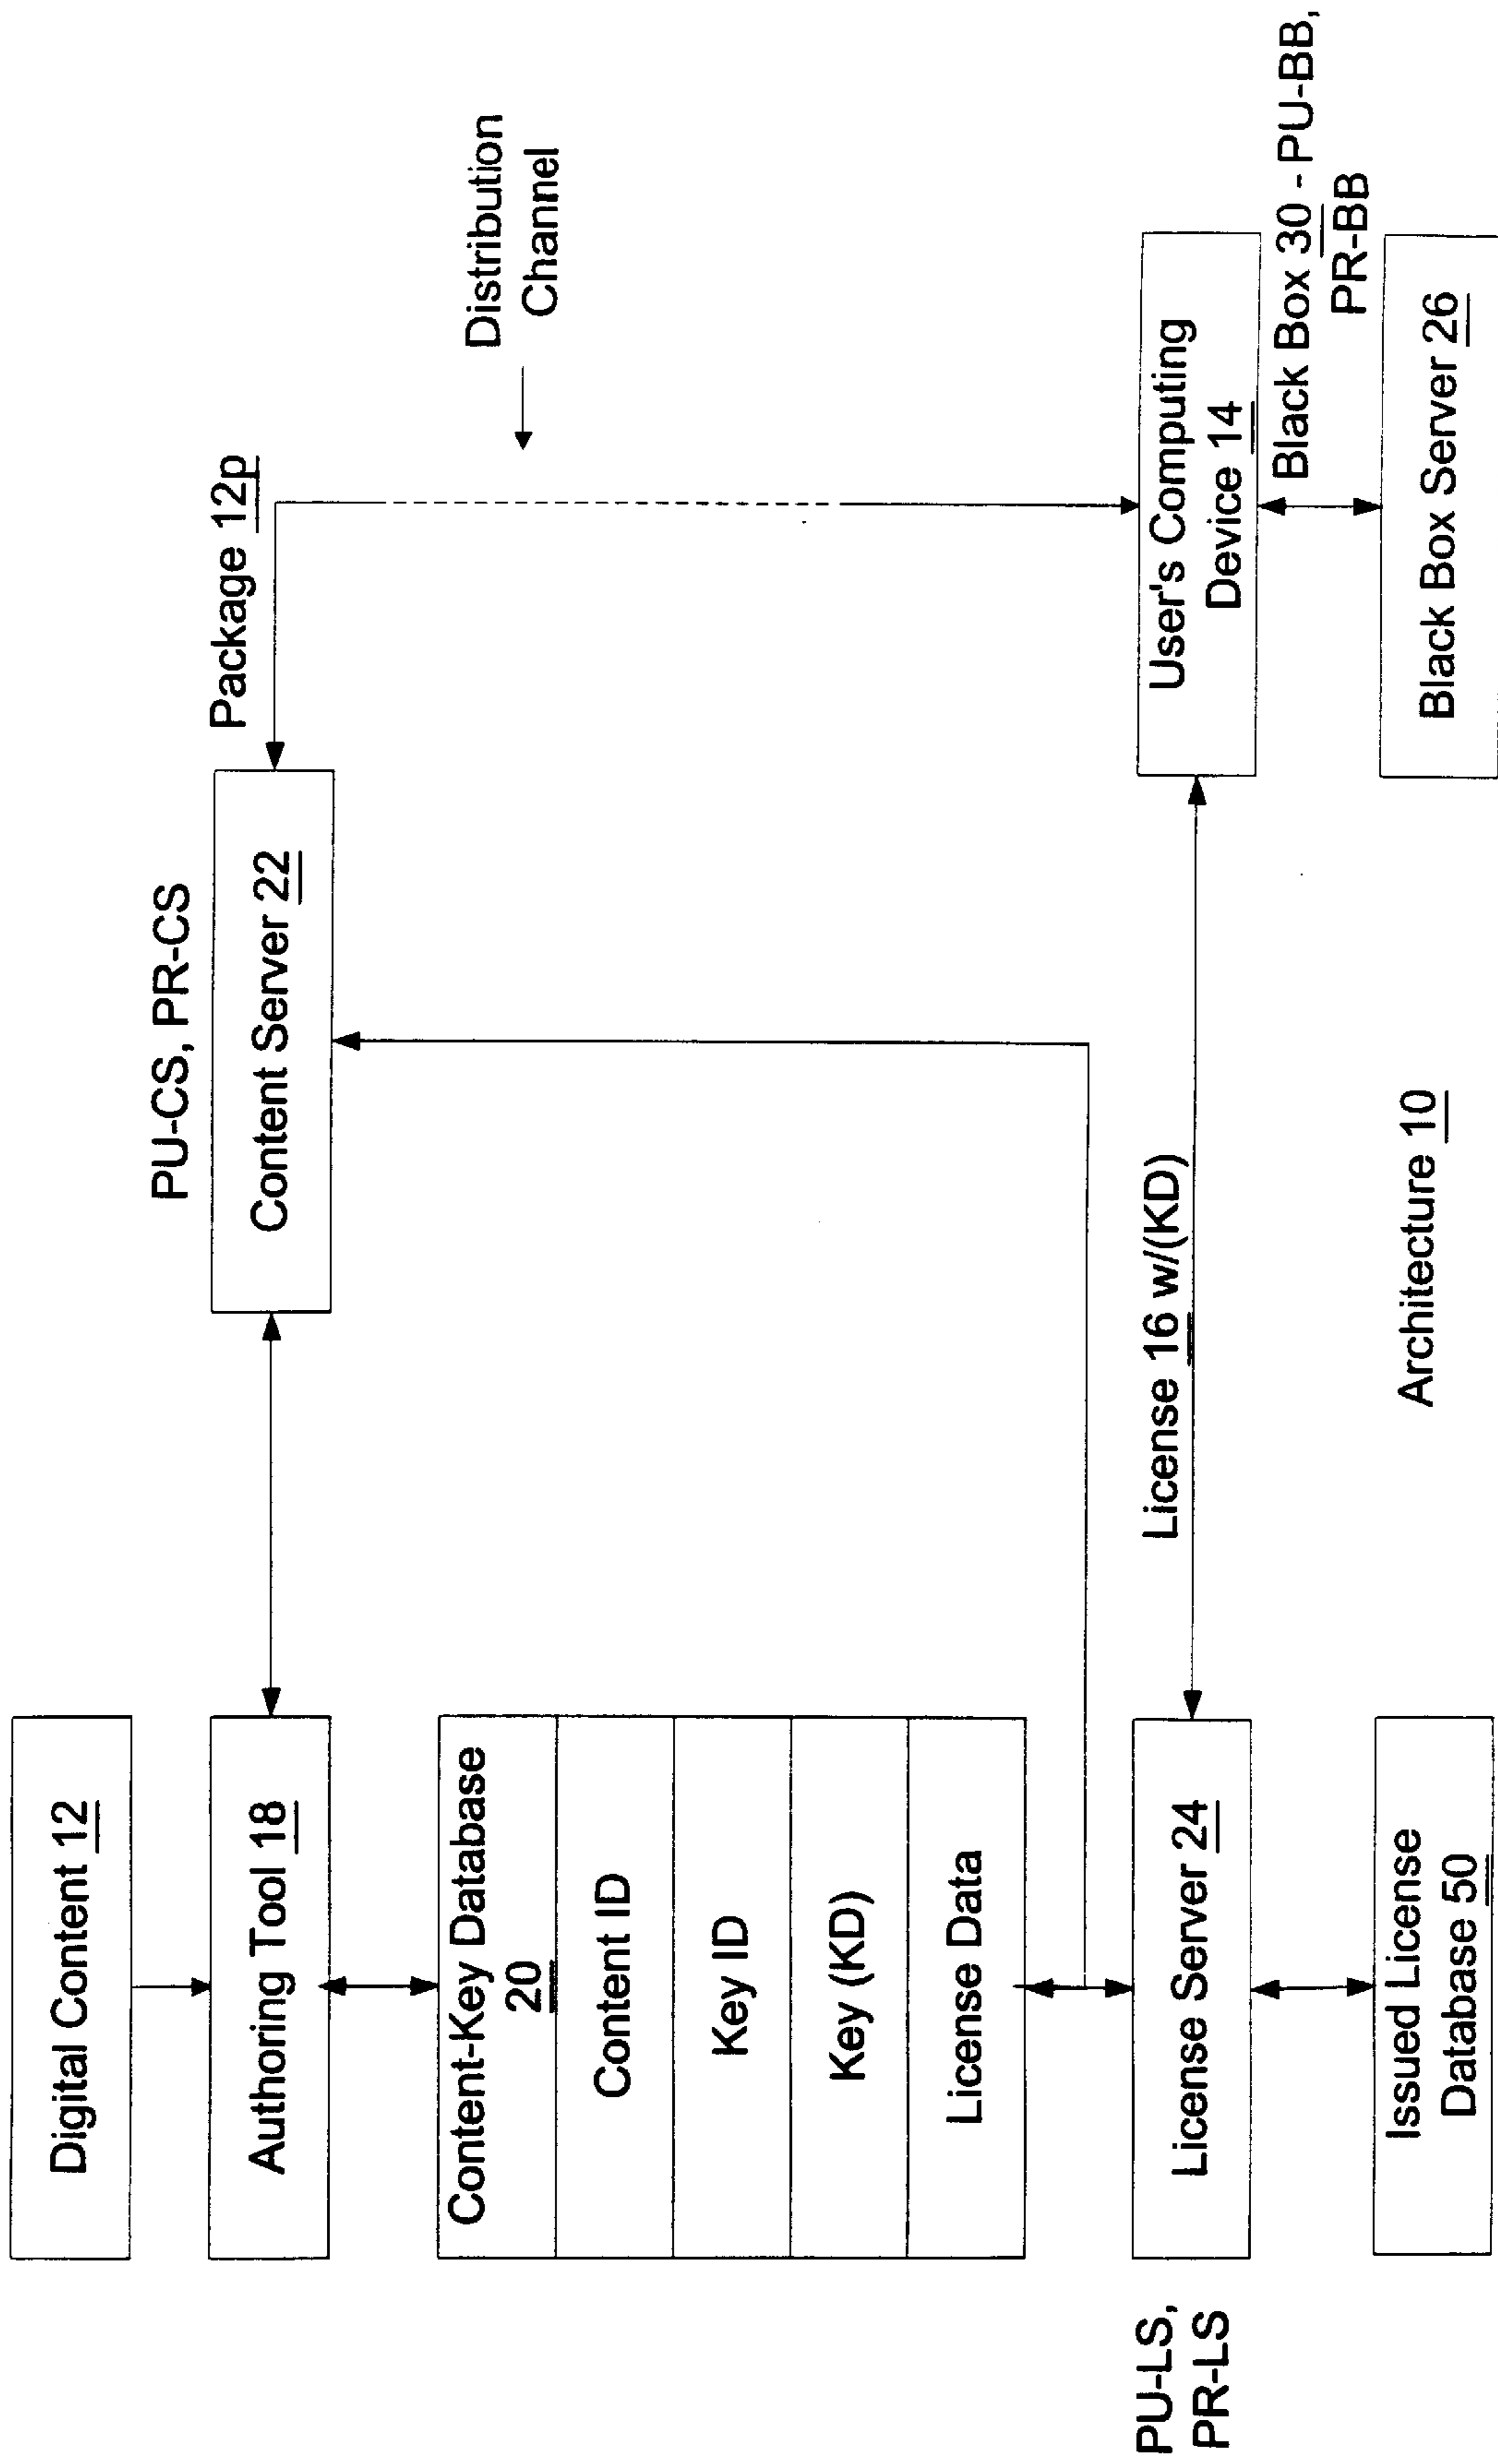 Digital Content 12
Authoring Tool 18
Content-Key Database
20
Content ID
Key ID
Key (KD)
License Data
PU-LS,
PR-LS
License Server 24
Issued License
Database 50
PU-CS, PR-CS
Content Server 22
Package 12p
Distribution
Channel
License 16 w/(KD)
User's Computing
Device 14
Black Box 30 - PU-BB,
PR-BB
Black Box Server 26
Architecture 10